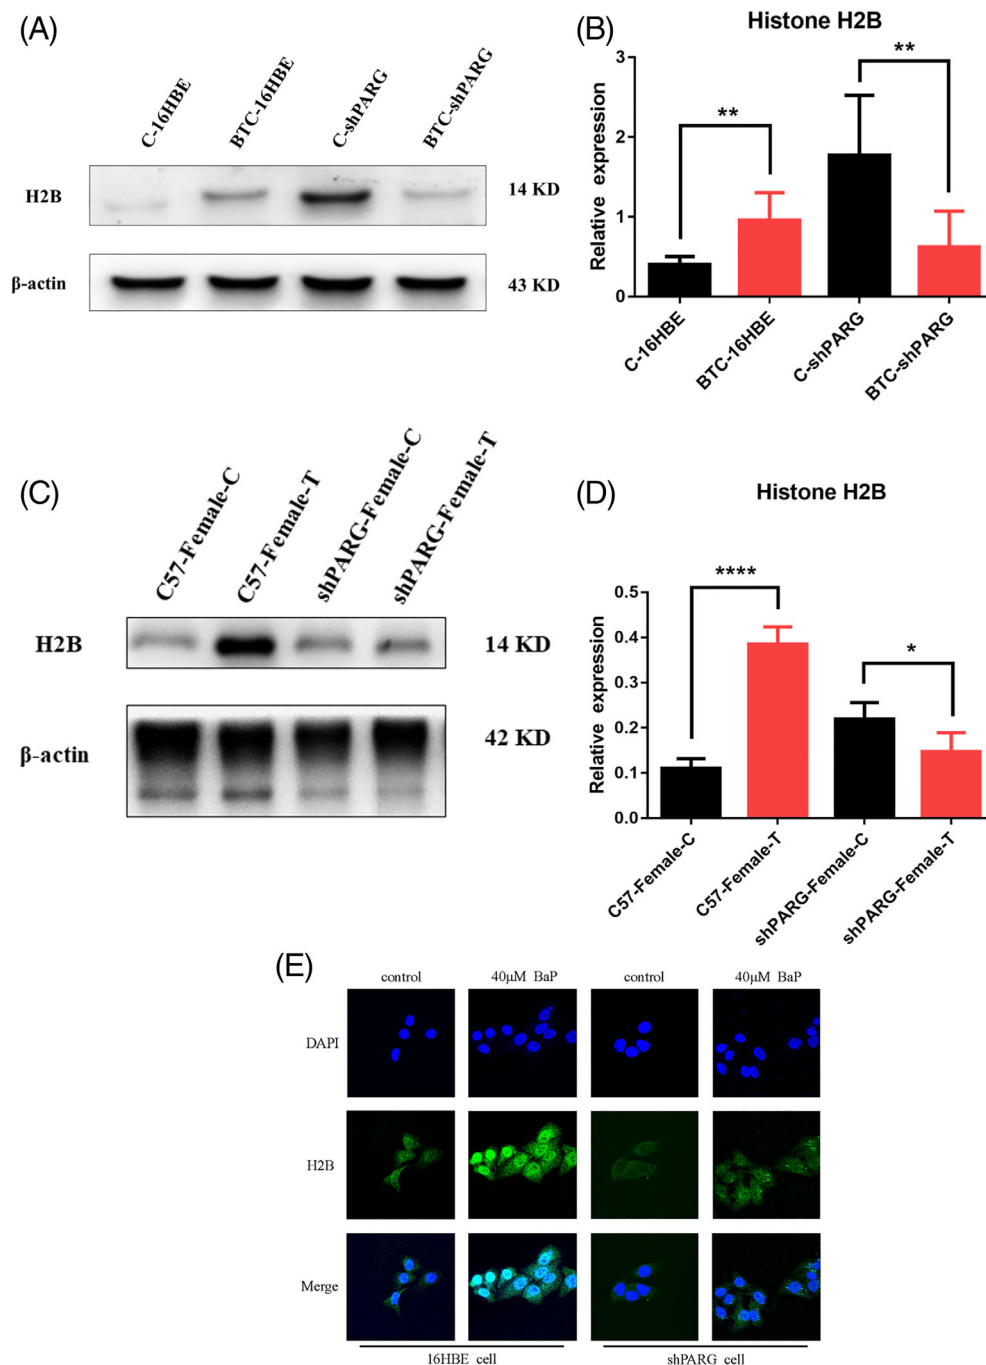 (A)
C-16HBE
BTC-16HBE
C-shPARG
BTC-shPARG
H2B
14 KD
β-actin
43 KD
(B)
Histone H2B
Relative expression
3
2
1
0
**
**
C-16HBE
BTC-16HBE
C-shPARG
BTC-shPARG
(C)
C57-Female-C
C57-Female-T
shPARG-Female-C
shPARG-Female-T
H2B
14 KD
β-actin
42 KD
(D)
Histone H2B
Relative expression
0.5
0.4
0.3
0.2
0.1
0.0
****
*
C57-Female-C
C57-Female-T
shPARG-Female-C
shPARG-Female-T
(E)
control 40μM BaP control 40μM BaP
DAPI
H2B
Merge
16HBE cell shPARG cell